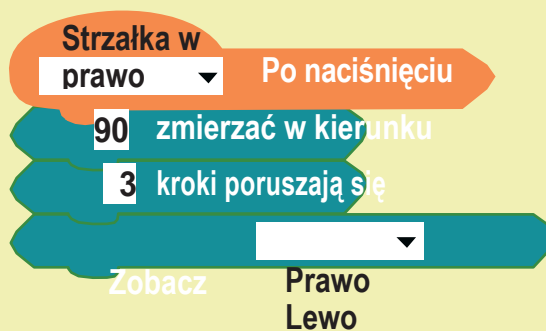 Strzałka w
prawo Po naciśnięciu
90 zmierzać w kierunku
3 kroki poruszają się
Zobacz Prawo
Lewo